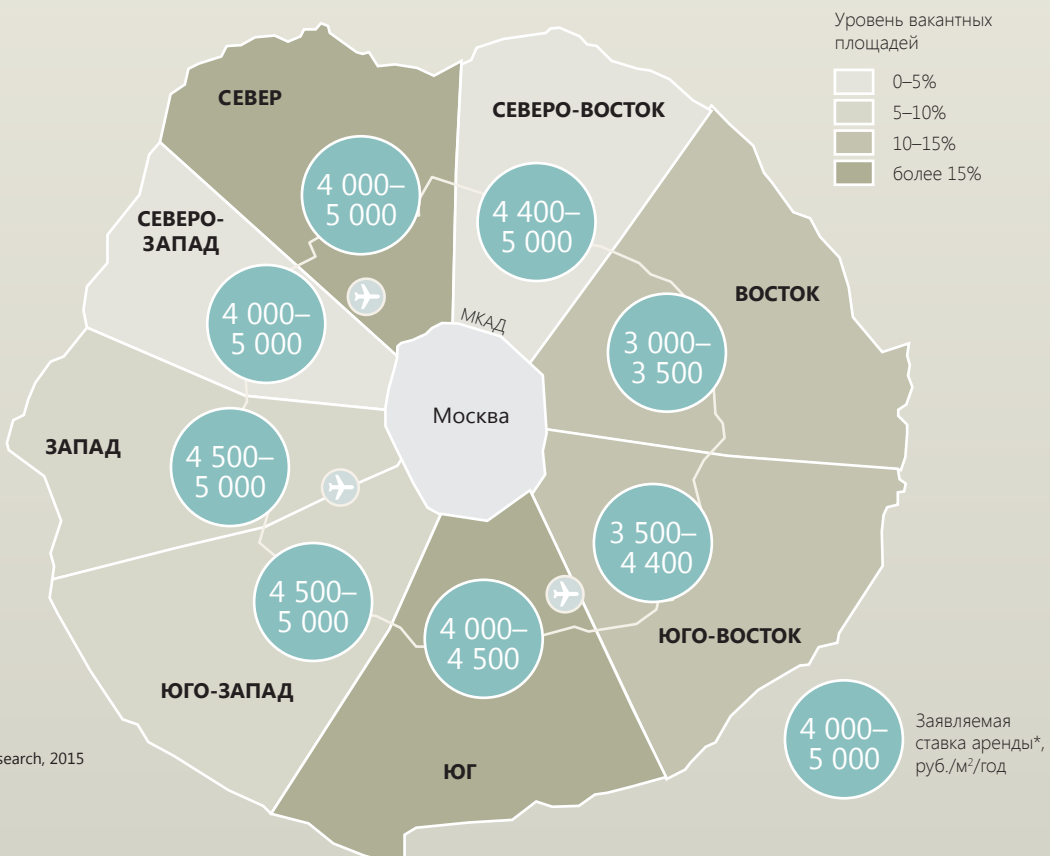 Уровень вакантных
площадей
0–5%
5–10%
10–15%
более 15%
СЕВЕР
СЕВЕРО-ВОСТОК
4 000–
5 000
4 400–
5 000
СЕВЕРО-
ЗАПАД
ВОСТОК
4 000–
5 000
МКАД
3 000–
3 500
Москва
ЗАПАД
4 500–
5 000
3 500–
4 400
4 500–
5 000
4 000–
4 500
ЮГО-ВОСТОК
ЮГО-ЗАПАД
ЮГ
4 000–
5 000
Заявляемая
ставка аренды*,
руб./м²/год
search, 2015